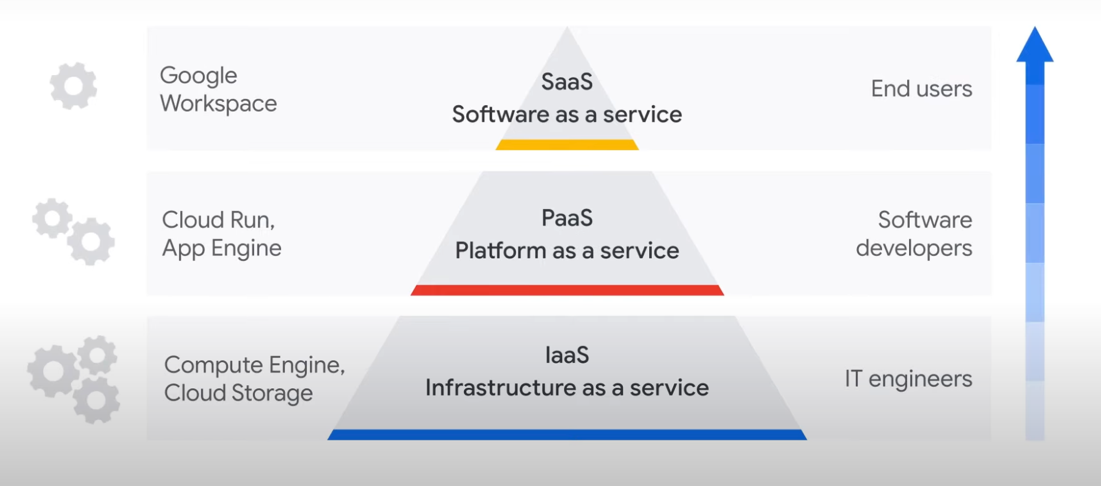 Google
Workspace
SaaS
Software as a service
End users
Cloud Run,
App Engine
PaaS
Platform as a service
Software
developers
Compute Engine,
Cloud Storage
IaaS
Infrastructure as a service
IT engineers